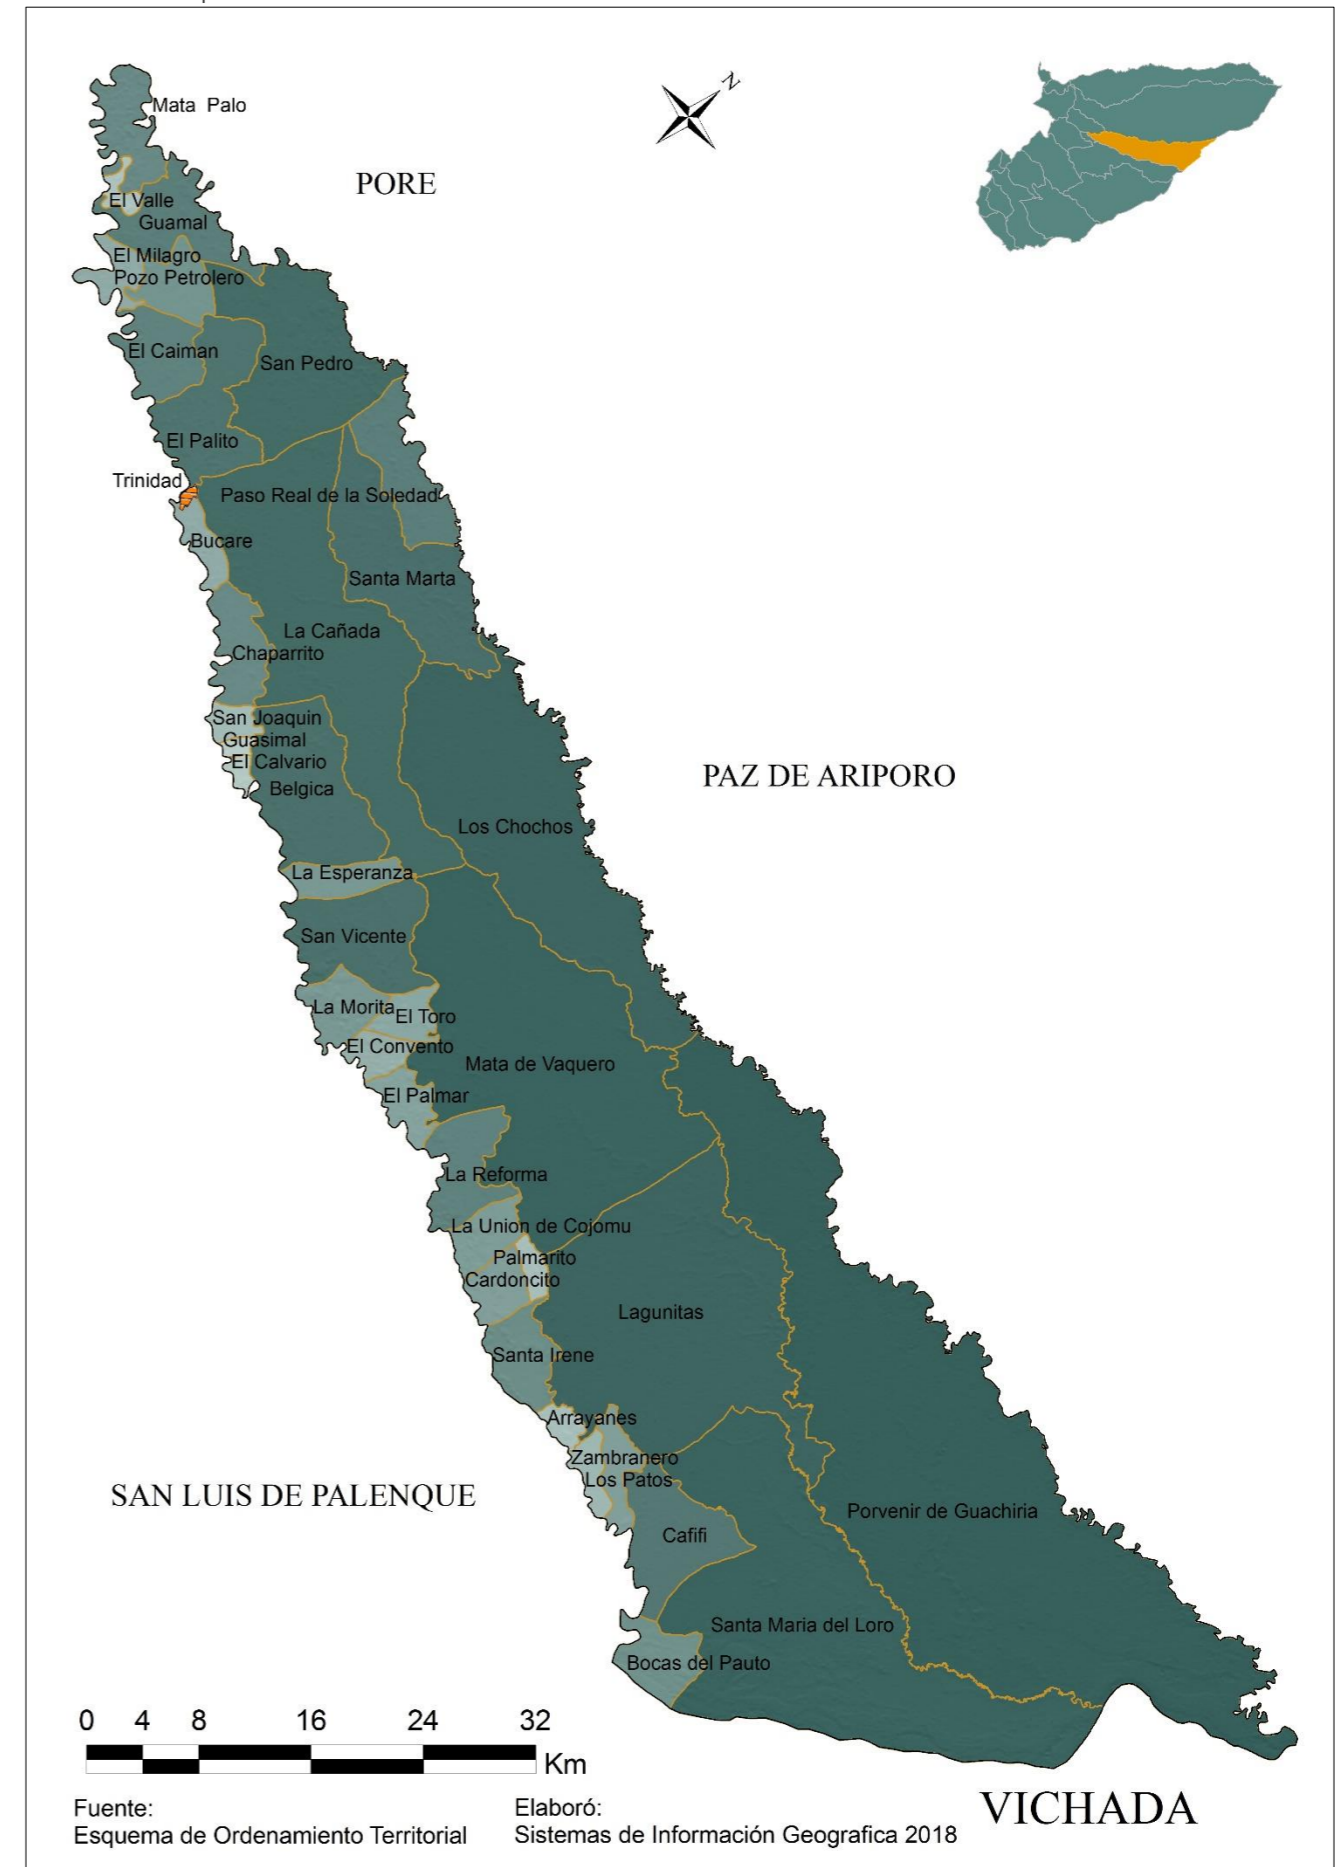 N
Mata Palo
PORE
El Valle
Guamal
El Milagro
Pozo Petrolero
El Caiman
San Pedro
El Palito
Trinidad
Paso Real de la Soledad
Bucare
Santa Marta
La Cañada
Chaparrito
San Joaquin
Guasimal
El Calvario
Belgica
PAZ DE ARIPORO
Los Chochos
La Esperanza
San Vicente
La Morita
El Toro
El Convento
Mata de Vaquero
El Palmar
La Reforma
La Union de Cojomu
Palmarito
Cardoncito
Lagunitas
Santa Irene
Arrayanes
Zambranero
Los Patos
SAN LUIS DE PALENQUE
Porvenir de Guachiria
Cafifi
Santa Maria del Loro
Bocas del Pauto
0 4 8 16 24 32
Km
VICHADA
Fuente:
Esquema de Ordenamiento Territorial
Elaboró:
Sistemas de Información Geografica 2018